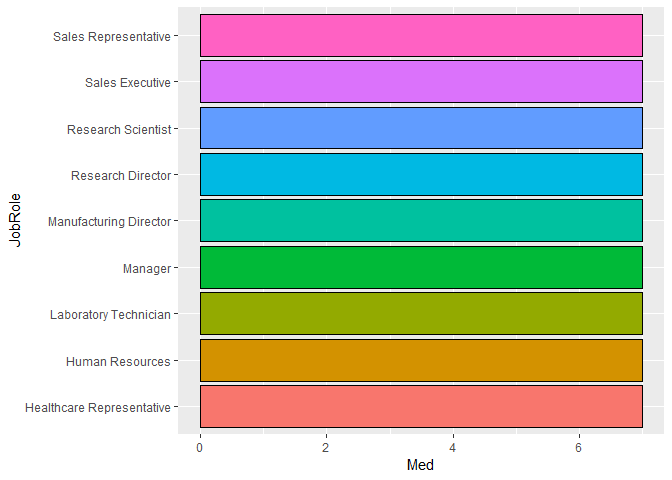 Sales Representative
Sales Executive
Research Scientist
Research Director
Manufacturing Director
Manager
Laboratory Technician
Human Resources
Healthcare Representative
JobRole
0 2 4 6
Med